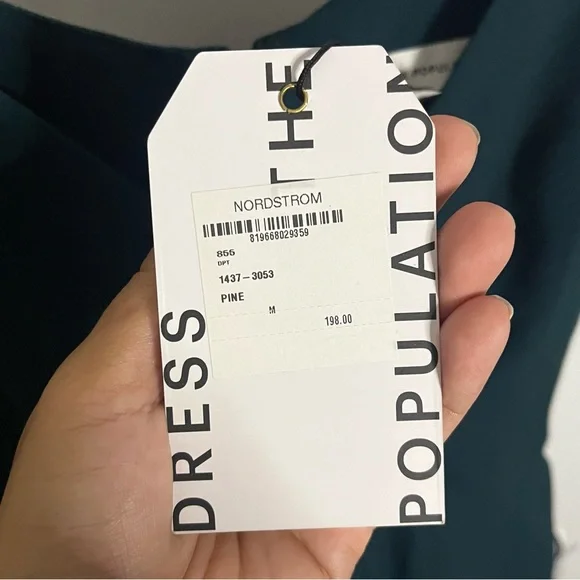 DRESS
THE
POPULATION
NORDSTROM
819668029359
855
DPT
1437-3053
PINE
M
198.00